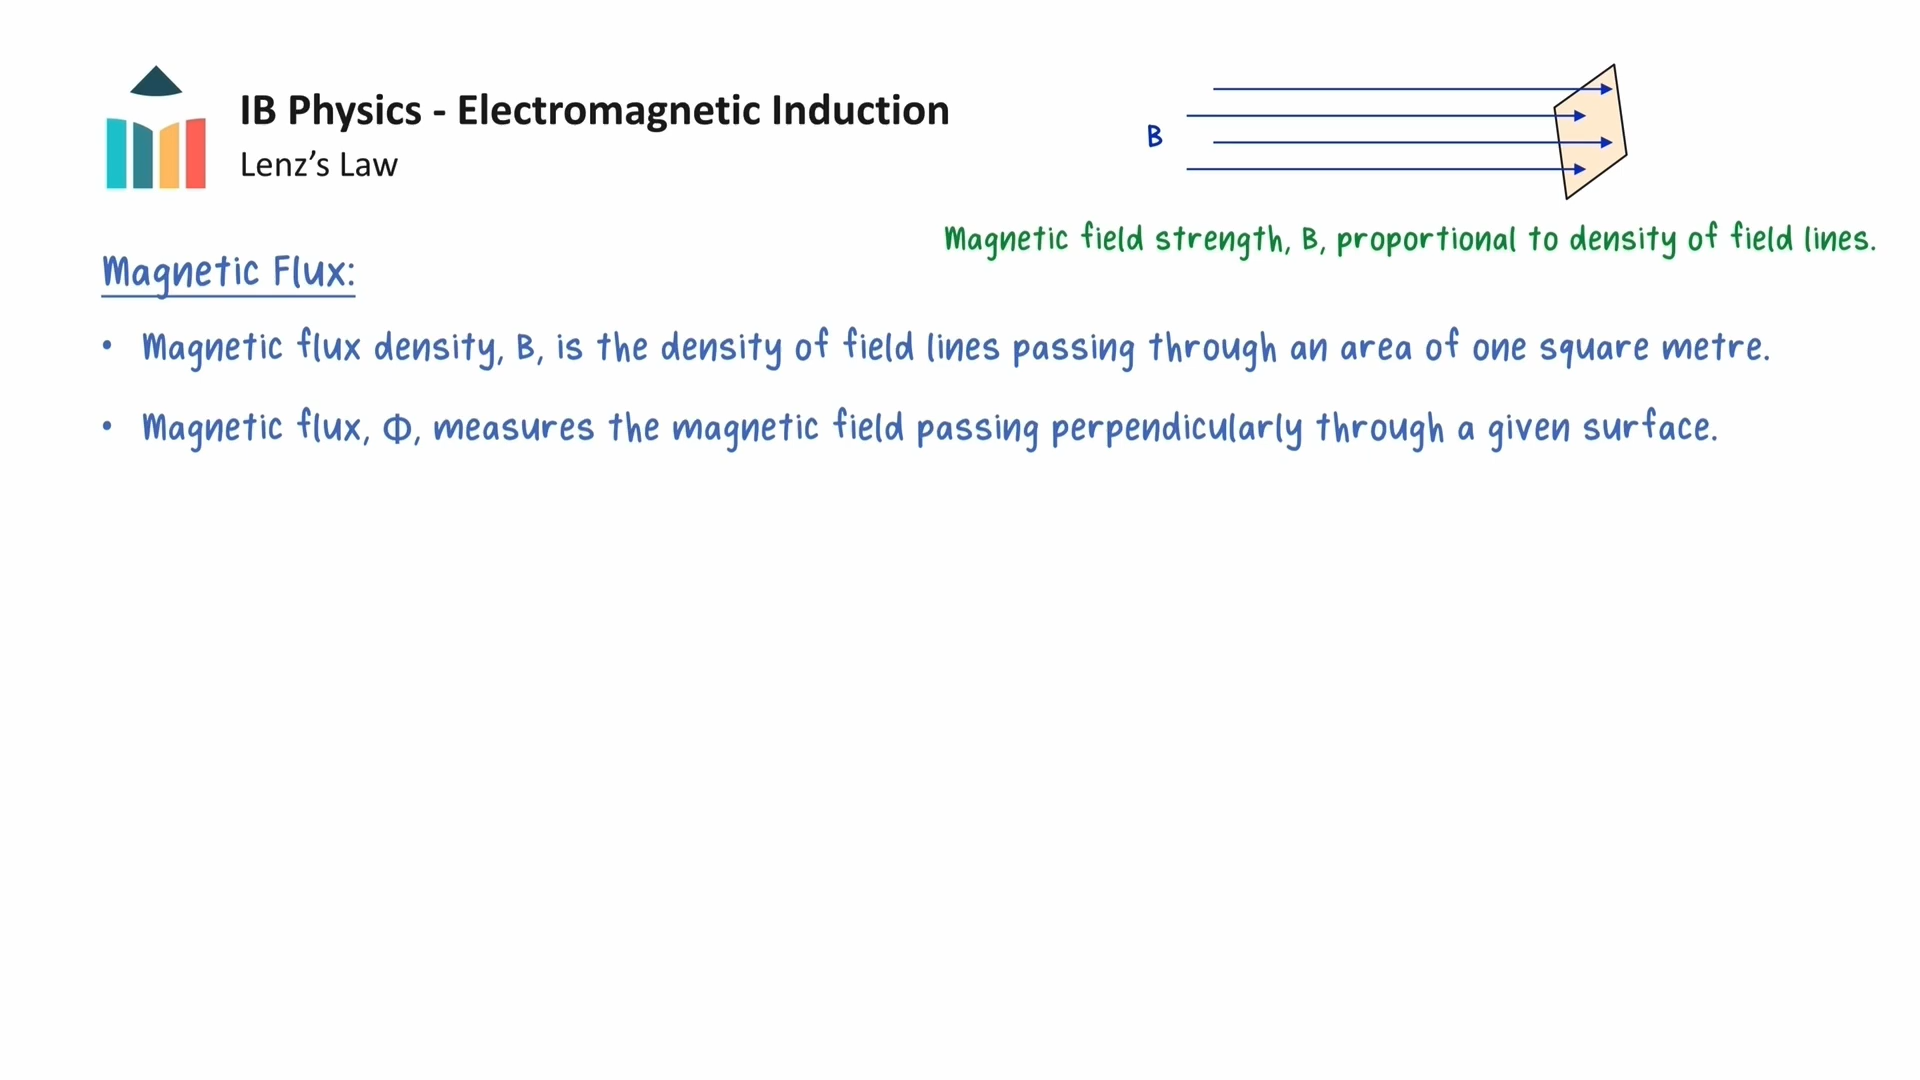 IB Physics - Electromagnetic Induction
Lenz's Law
B
Magnetic field strength, B, proportional to density of field lines.
Magnetic Flux:
• Magnetic flux density, B, is the density of field lines passing through an area of one square metre.
• Magnetic flux, Φ, measures the magnetic field passing perpendicularly through a given surface.